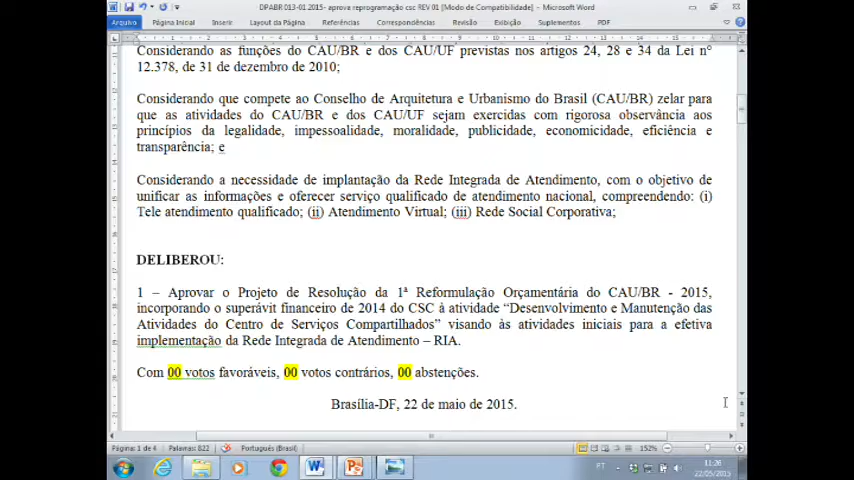 DPABR 013-01 2015- aprova reprogramação csc REV 01 [Modo de Compatibilidade] - Microsoft Word
Arquivo Página Inicial Inserir Layout da Página Referências Correspondências Revisão Exibição Suplementos PDF
Considerando as funções do CAU/BR e dos CAU/UF previstas nos artigos 24, 28 e 34 da Lei nº
12.378, de 31 de dezembro de 2010;
Considerando que compete ao Conselho de Arquitetura e Urbanismo do Brasil (CAU/BR) zelar para
que as atividades do CAU/BR e dos CAU/UF sejam exercidas com rigorosa observância aos
princípios da legalidade, impessoalidade, moralidade, publicidade, economicidade, eficiência e
transparência; e
Considerando a necessidade de implantação da Rede Integrada de Atendimento, com o objetivo de
unificar as informações e oferecer serviço qualificado de atendimento nacional, compreendendo: (i)
Tele atendimento qualificado; (ii) Atendimento Virtual; (iii) Rede Social Corporativa;
DELIBEROU:
1 – Aprovar o Projeto de Resolução da 1ª Reformulação Orçamentária do CAU/BR - 2015,
incorporando o superávit financeiro de 2014 do CSC à atividade “Desenvolvimento e Manutenção das
Atividades do Centro de Serviços Compartilhados” visando às atividades iniciais para a efetiva
implementação da Rede Integrada de Atendimento – RIA.
Com 00 votos favoráveis, 00 votos contrários, 00 abstenções.
Brasília-DF, 22 de maio de 2015.
Página: 1 de 4 Palavras: 822 Português (Brasil) 152%
PT 11:26
22/05/2015